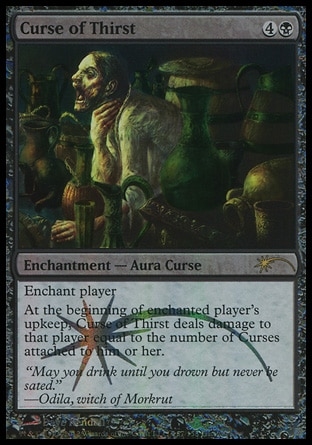 Curse of Thirst 4
Enchantment — Aura Curse
Enchant player
At the beginning of enchanted player's
upkeep, Curse of Thirst deals damage to
that player equal to the number of Curses
attached to him or her.
"May you drink until you drown but never be
sated."
—Odila, witch of Morkrut